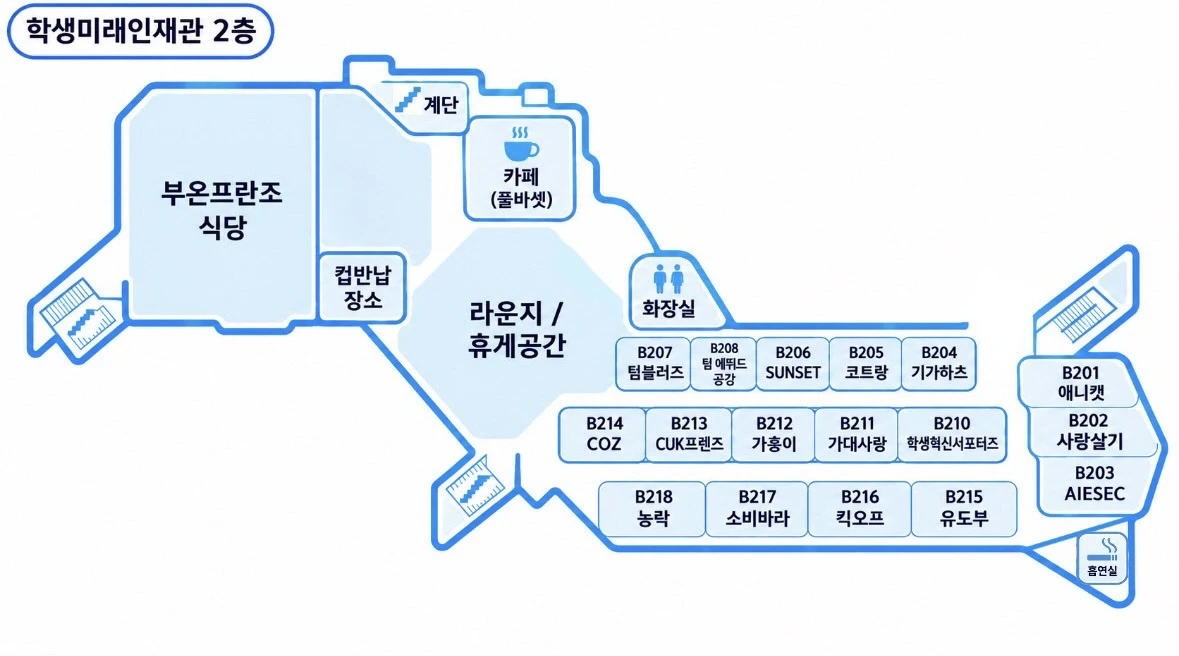 학생미래인재관 2층
계단
카페
(풀바셋)
부온프란조
식당
컵반납
장소
라운지 /
휴게공간
화장실
B207
텀블러즈
B208
텀 에뛰드
공강
B206
SUNSET
B205
코트랑
B204
기가하츠
B201
애니캣
B202
사랑살기
B203
AIESEC
B214
COZ
B213
CUK프렌즈
B212
가홍이
B211
가대사랑
B210
학생혁신서포터즈
B218
농락
B217
소비바라
B216
킥오프
B215
유도부
흡연실